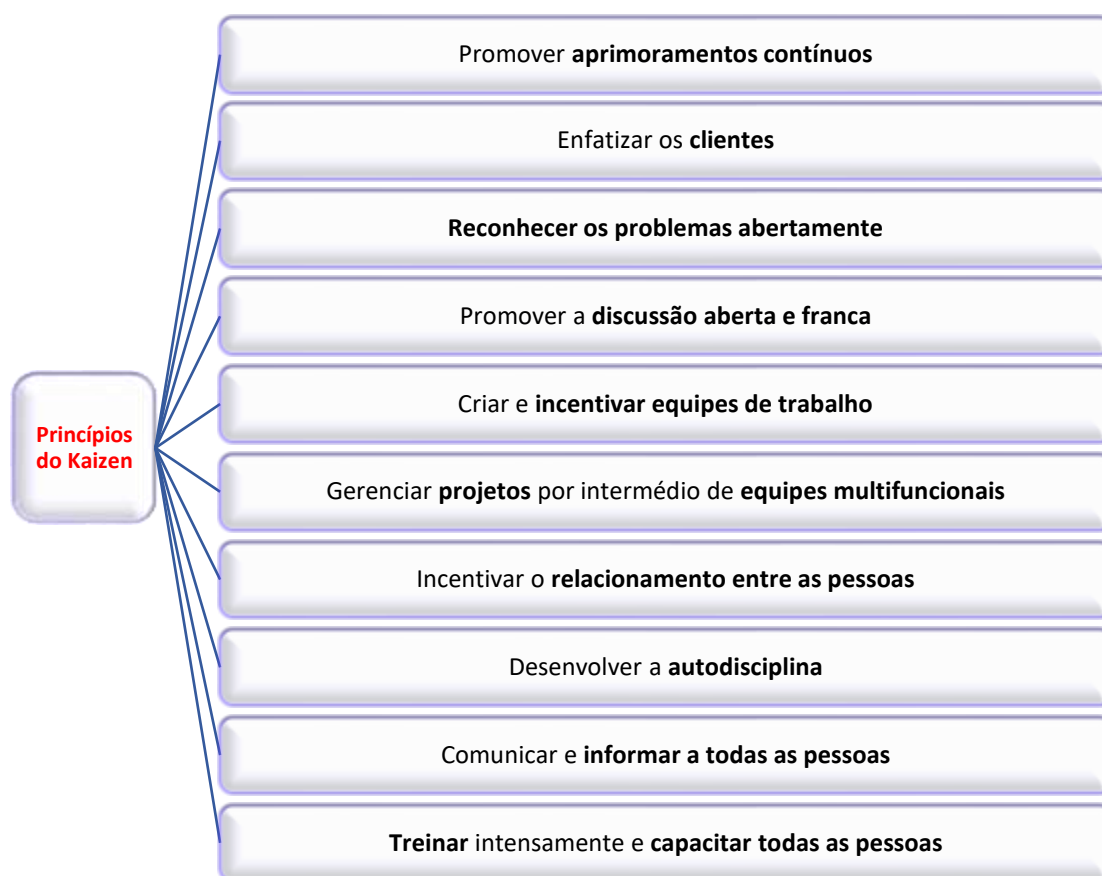 Promover aprimoramentos contínuos
Enfatizar os clientes
Reconhecer os problemas abertamente
Promover a discussão aberta e franca
Criar e incentivar equipes de trabalho
Princípios
do Kaizen
Gerenciar projetos por intermédio de equipes multifuncionais
Incentivar o relacionamento entre as pessoas
Desenvolver a autodisciplina
Comunicar e informar a todas as pessoas
Treinar intensamente e capacitar todas as pessoas